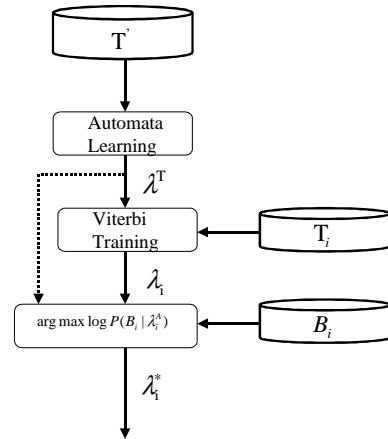 T'
Automata
Learning
λ^T
Viterbi
Training
T_i
λ_i
arg max log P(B_i | λ_i^A)
B_i
λ_i^*